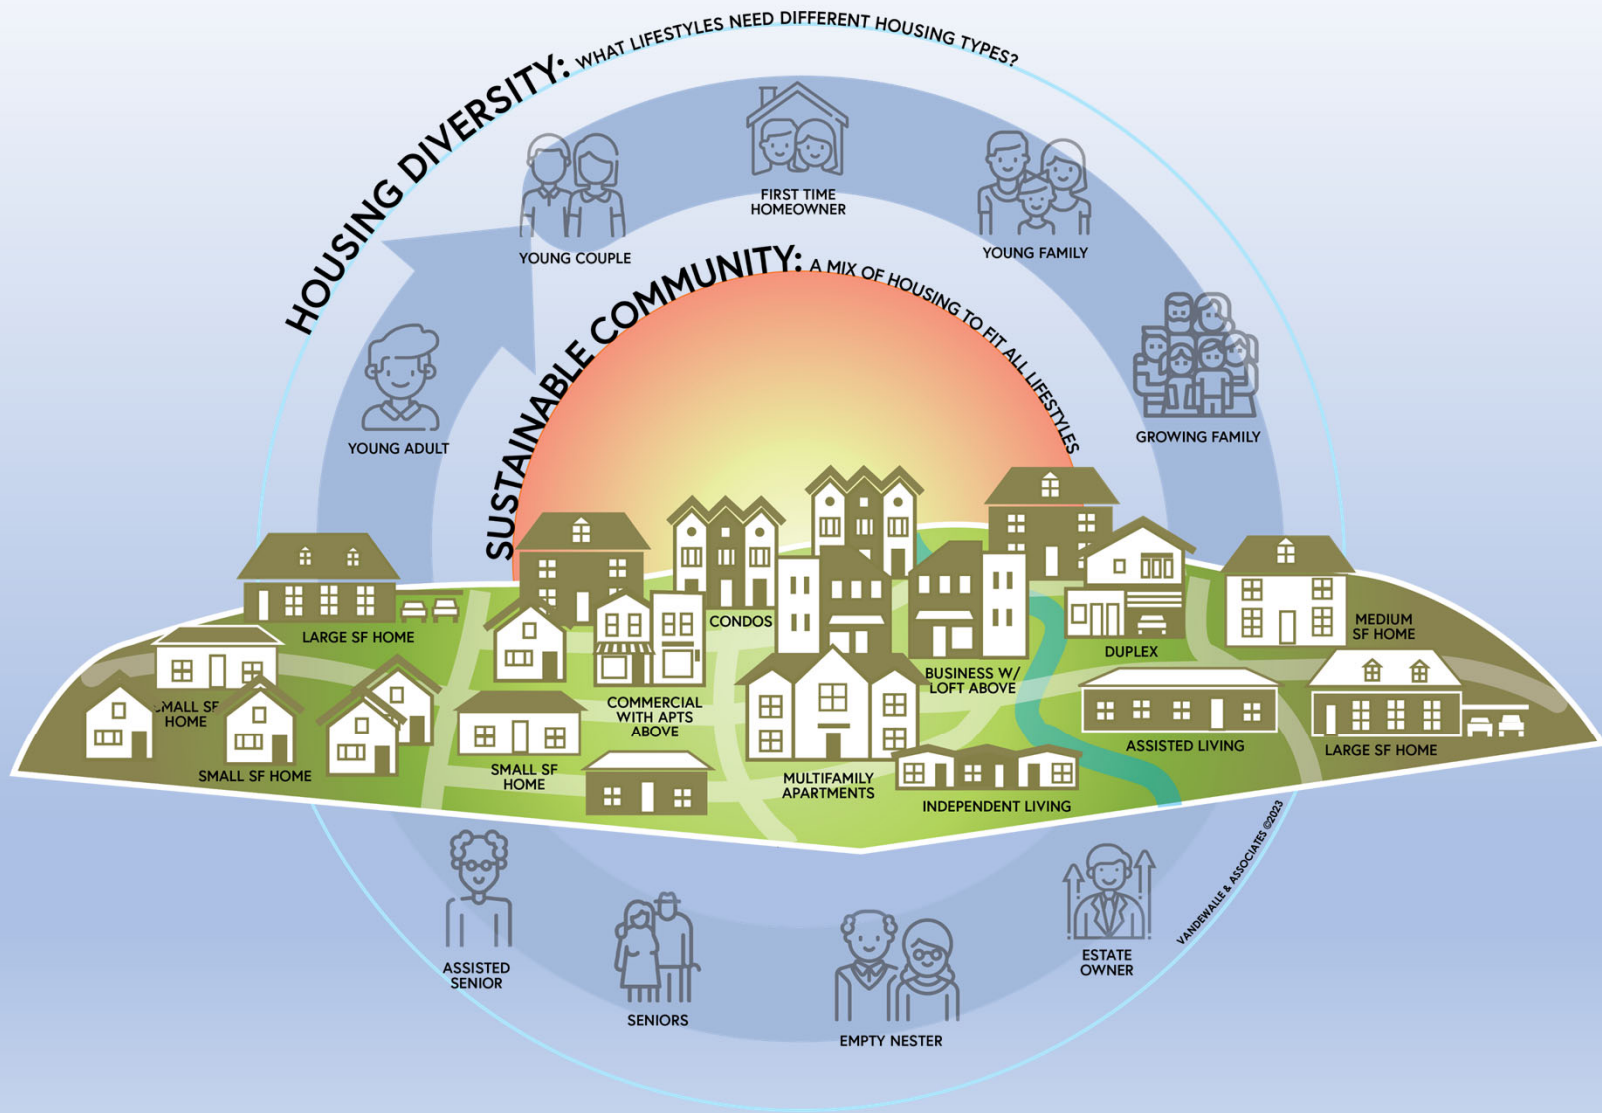 HOUSING DIVERSITY: WHAT LIFESTYLES NEED DIFFERENT HOUSING TYPES?
FIRST TIME
HOMEOWNER
YOUNG COUPLE
YOUNG FAMILY
SUSTAINABLE COMMUNITY: A MIX OF HOUSING TO FIT ALL LIFESTYLES
YOUNG ADULT
GROWING FAMILY
LARGE SF HOME
CONDOS
MEDIUM
SF HOME
DUPLEX
BUSINESS W/
LOFT ABOVE
SMALL SF
HOME
COMMERCIAL
WITH APTS
ABOVE
ASSISTED LIVING
LARGE SF HOME
SMALL SF HOME
SMALL SF
HOME
MULTIFAMILY
APARTMENTS
INDEPENDENT LIVING
VANDEWALLE & ASSOCIATES ©2023
ASSISTED
SENIOR
SENIORS
EMPTY NESTER
ESTATE
OWNER